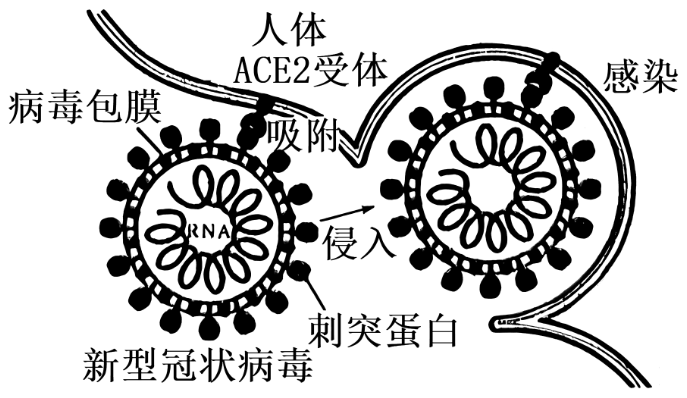 人体
ACE2受体
感染
病毒包膜
吸附
RNA
侵入
刺突蛋白
新型冠状病毒